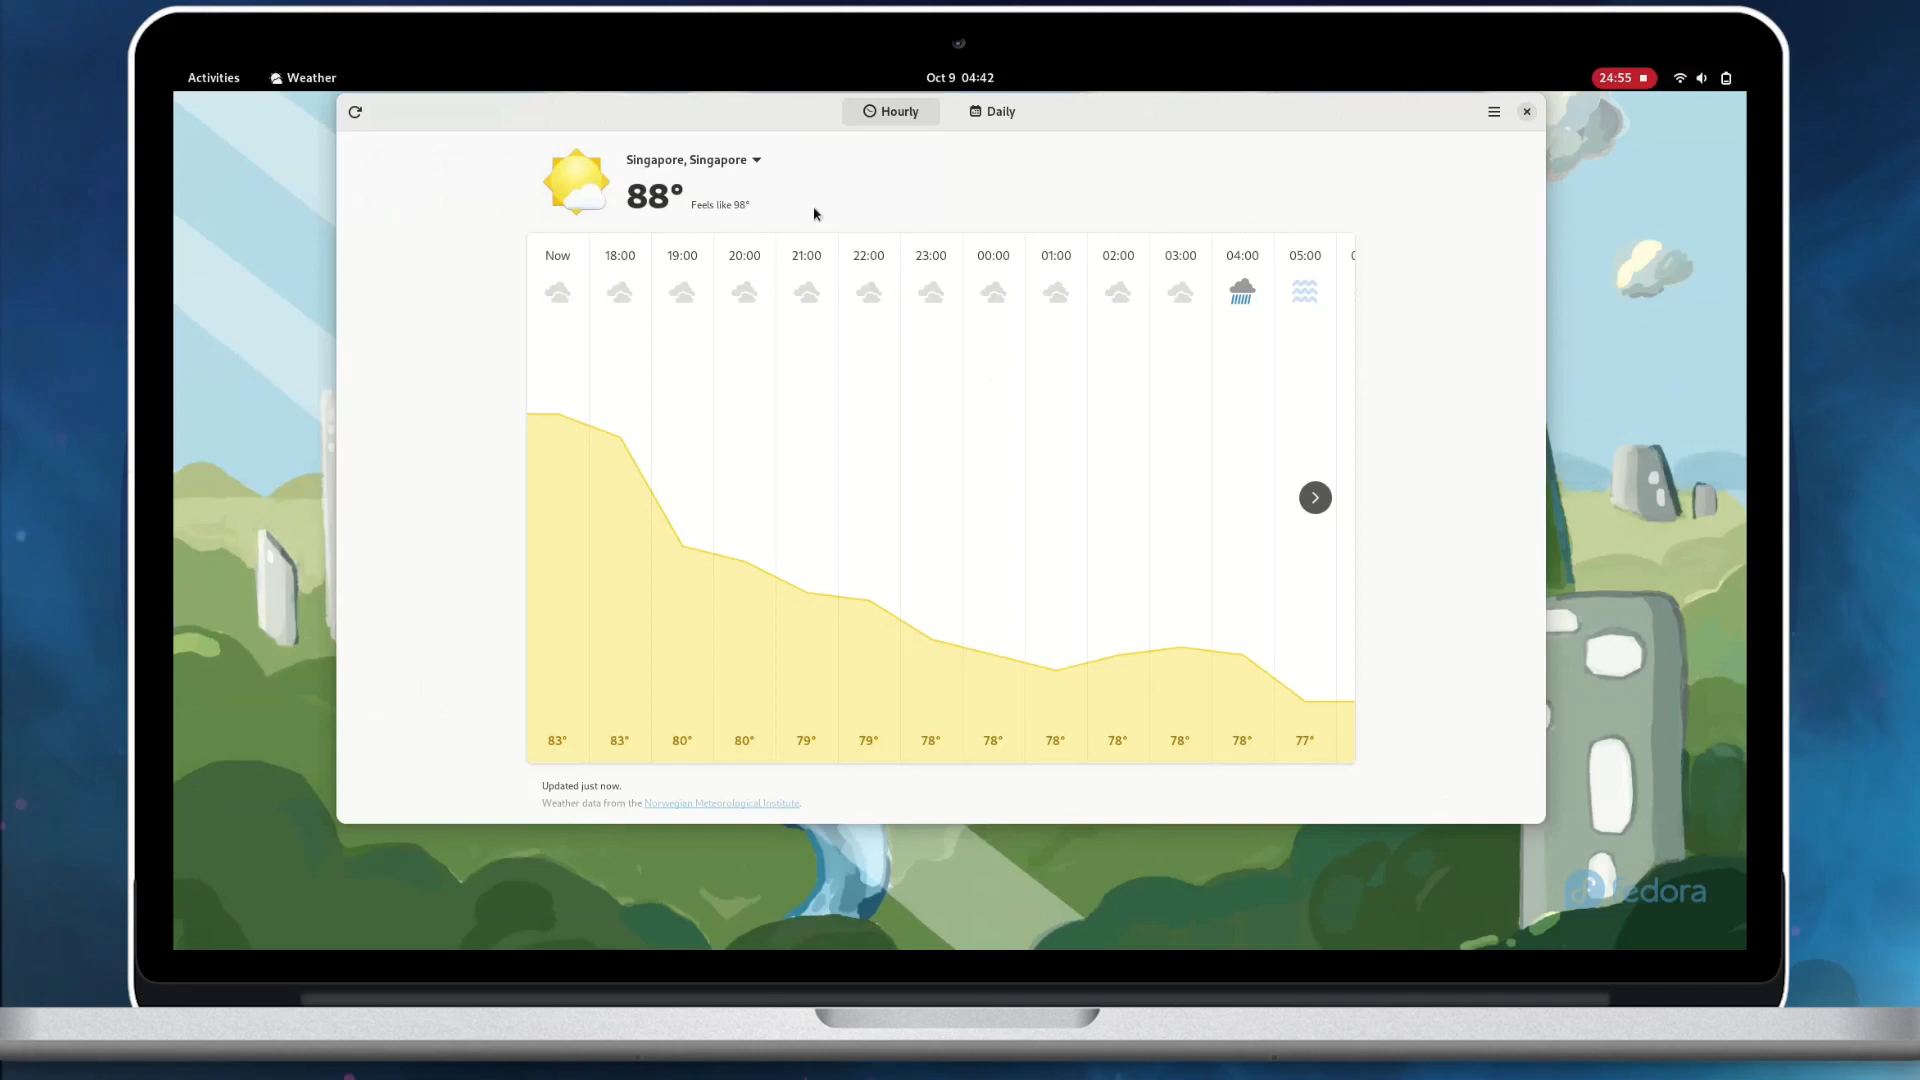 Activities Weather Oct 9 04:42 24:55
Hourly Daily
Singapore, Singapore
88° Feels like 98°
Now 18:00 19:00 20:00 21:00 22:00 23:00 00:00 01:00 02:00 03:00 04:00 05:00
83° 83° 80° 80° 79° 79° 78° 78° 78° 78° 78° 78° 77°
Updated just now.
Weather data from the Norwegian Meteorological Institute.
fedora